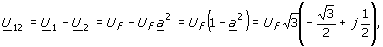 U̲₁₂ = U̲₁ − U̲₂ = U_f − U_f a̲² = U_f(1 − a̲²) = U_f √3(−√3/2 + j 1/2),